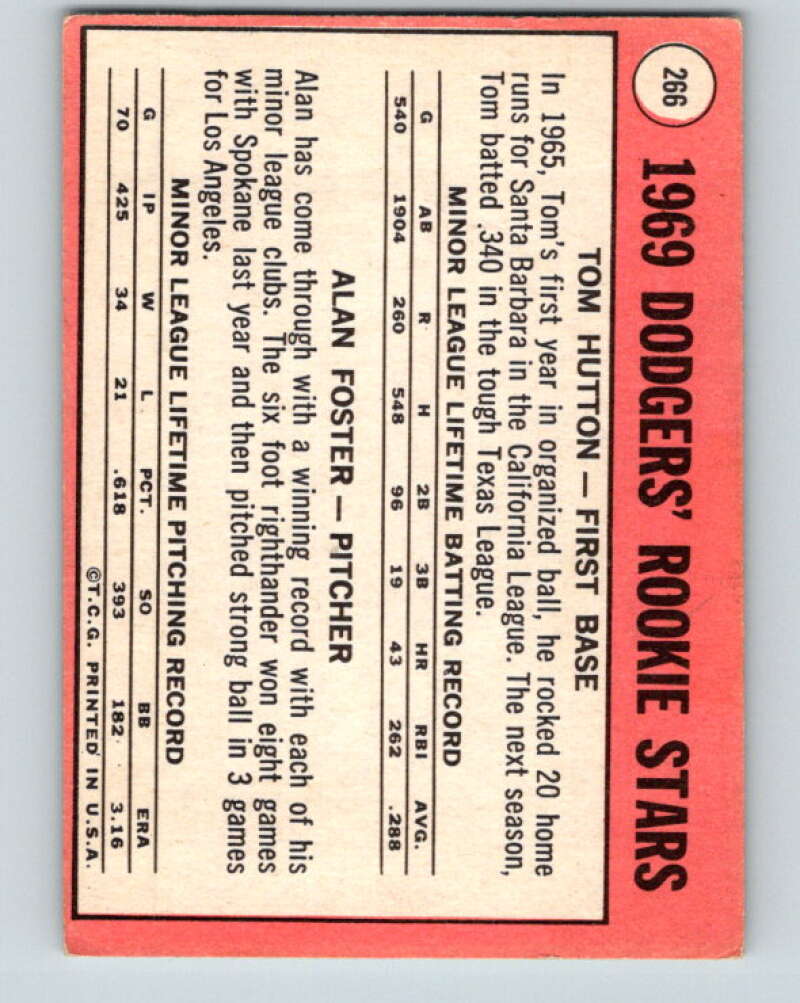 266
1969 DODGERS' ROOKIE STARS
TOM HUTTON — FIRST BASE
In 1965, Tom's first year in organized ball, he rocked 20 home
runs for Santa Barbara in the California League. The next season,
Tom batted .340 in the tough Texas League.
MINOR LEAGUE LIFETIME BATTING RECORD
G AB R H 2B 3B HR RBI AVG.
540 1904 260 548 96 19 43 262 .288
ALAN FOSTER — PITCHER
Alan has come through with a winning record with each of his
minor league clubs. The six foot righthander won eight games
with Spokane last year and then pitched strong ball in 3 games
for Los Angeles.
MINOR LEAGUE LIFETIME PITCHING RECORD
G IP W L PCT. SO BB ERA
70 425 34 21 .618 393 182 3.16
©T.C.G. PRINTED IN U.S.A.